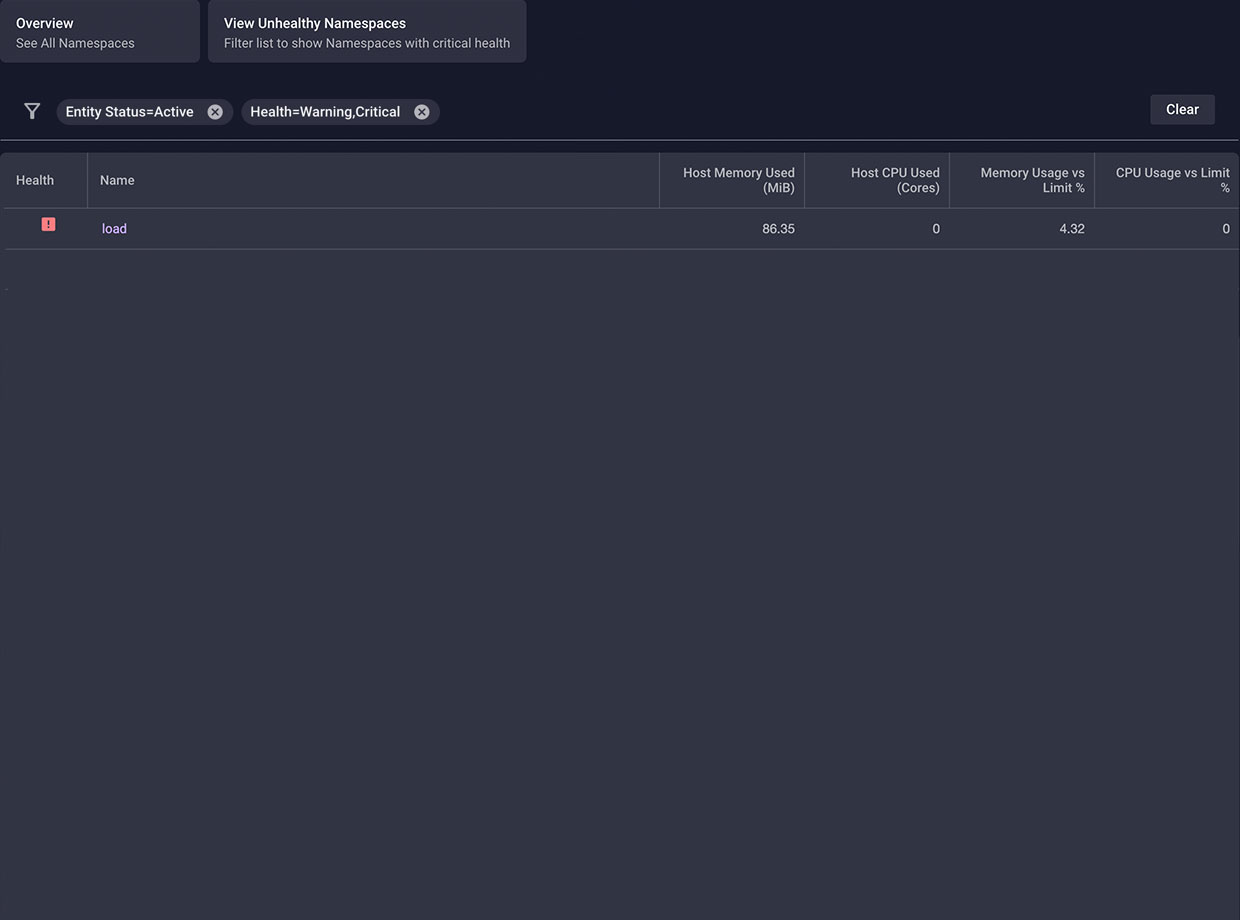 Overview
See All Namespaces
View Unhealthy Namespaces
Filter list to show Namespaces with critical health
Entity Status=Active
Health=Warning,Critical
Clear
Health
Name
Host Memory Used
(MiB)
Host CPU Used
(Cores)
Memory Usage vs
Limit %
CPU Usage vs Limit
%
!
load
86.35
0
4.32
0